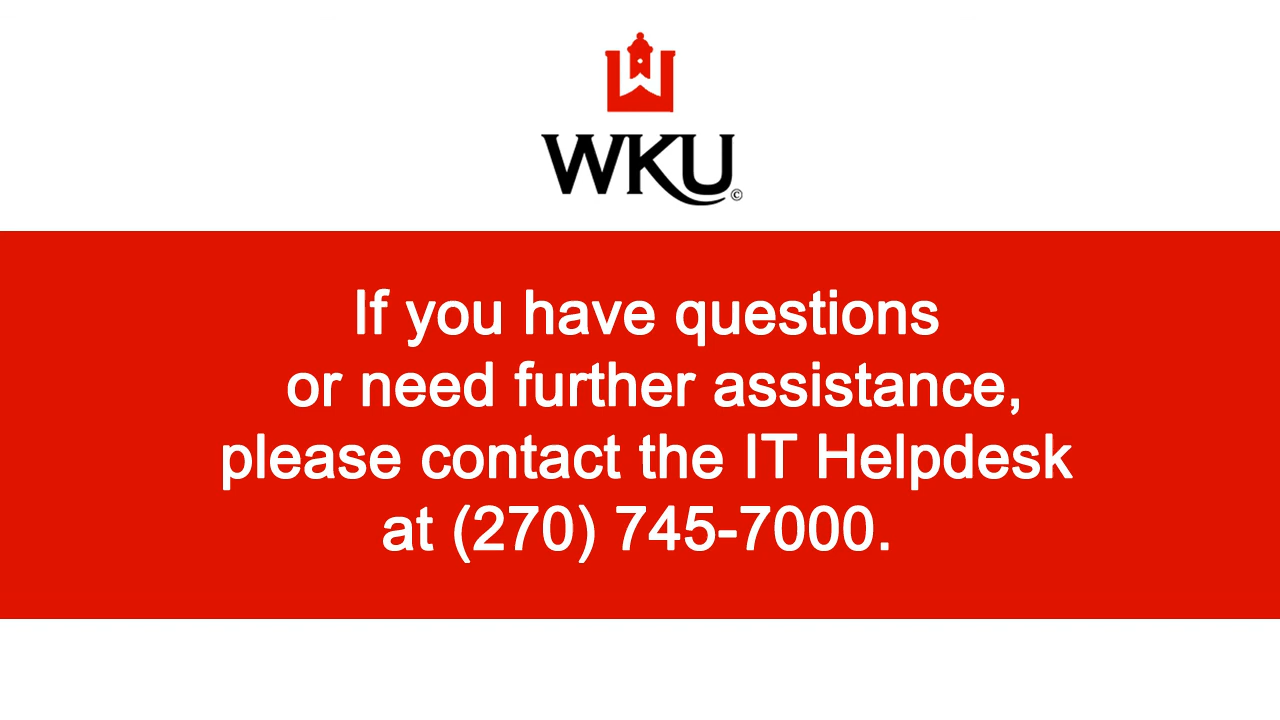 WKU©
If you have questions
or need further assistance,
please contact the IT Helpdesk
at (270) 745-7000.